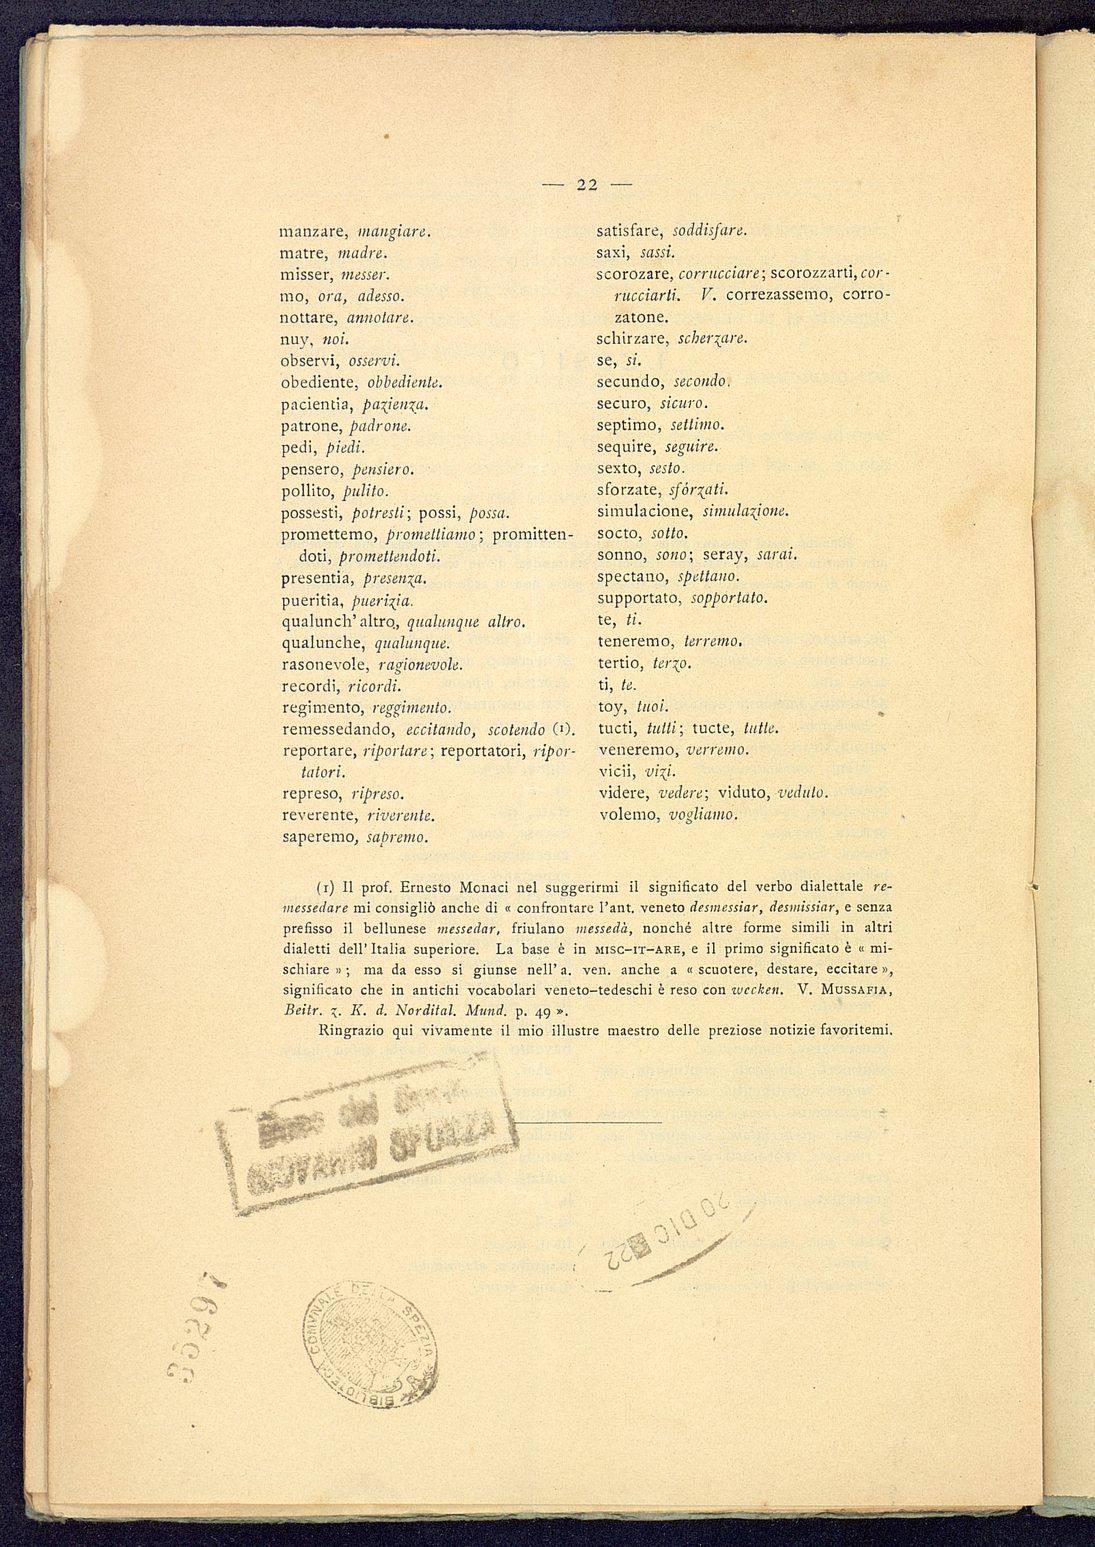 — 22 —
manzare, mangiare.
matre, madre.
misser, messer.
mo, ora, adesso.
nottare, annotare.
nuy, noi.
observi, osservi.
obediente, obbediente.
pacientia, pazienza.
patrone, padrone.
pedi, piedi.
pensero, pensiero.
pollito, pulito.
possesti, potresti; possi, possa.
promettemo, promettiamo; promitten-
doti, promettendoti.
presentia, presenza.
pueritia, puerizia.
qualunch' altro, qualunque altro.
qualunche, qualunque.
rasonevole, ragionevole.
recordi, ricordi.
regimento, reggimento.
remessedando, eccitando, scotendo (1).
reportare, riportare; reportatori, ripor-
tatori.
represo, ripreso.
reverente, riverente.
saperemo, sapremo.
satisfare, soddisfare.
saxi, sassi.
scorozare, corrucciare; scorozzarti, cor-
rucciarti. V. correzassemo, corro-
zatone.
schirzare, scherzare.
se, si.
secundo, secondo.
securo, sicuro.
septimo, settimo.
sequire, seguire.
sexto, sesto.
sforzate, sfòrzati.
simulacione, simulazione.
socto, sotto.
sonno, sono; seray, sarai.
spectano, spettano.
supportato, sopportato.
te, ti.
teneremo, terremo.
tertio, terzo.
ti, te.
toy, tuoi.
tucti, tutti; tucte, tutte.
veneremo, verremo.
vicii, vizi.
videre, vedere; viduto, veduto.
volemo, vogliamo.
(1) Il prof. Ernesto Monaci nel suggerirmi il significato del verbo dialettale re-
messedare mi consigliò anche di « confrontare l'ant. veneto desmessiar, desmissiar, e senza
prefisso il bellunese messedar, friulano messedà, nonché altre forme simili in altri
dialetti dell'Italia superiore. La base è in MISC-IT-ARE, e il primo significato è « mi-
schiare »; ma da esso si giunse nell'a. ven. anche a « scuotere, destare, eccitare »,
significato che in antichi vocabolari veneto-tedeschi è reso con wecken. V. MUSSAFIA,
Beitr. z. K. d. Nordital. Mund. p. 49 ».
Ringrazio qui vivamente il mio illustre maestro delle preziose notizie favoritemi.
GIOVANNI SFORZA
20 DIC 22
35297
BIBLIOTECA COMVNALE DELLA SPEZIA